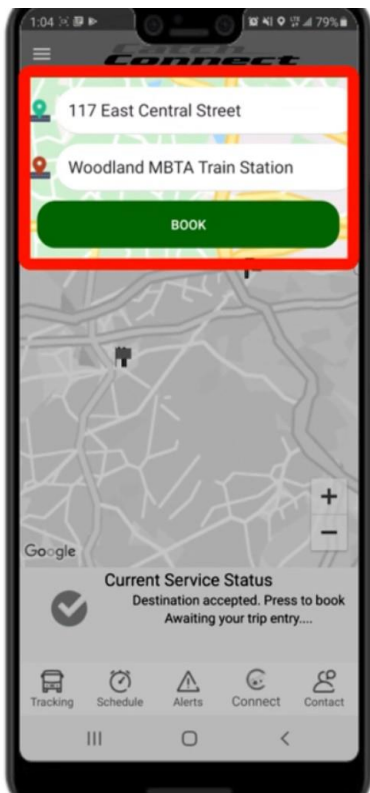 1:04
79%
Catch
Connect
117 East Central Street
Woodland MBTA Train Station
BOOK
+
−
Google
Current Service Status
Destination accepted. Press to book
Awaiting your trip entry....
Tracking Schedule Alerts Connect Contact